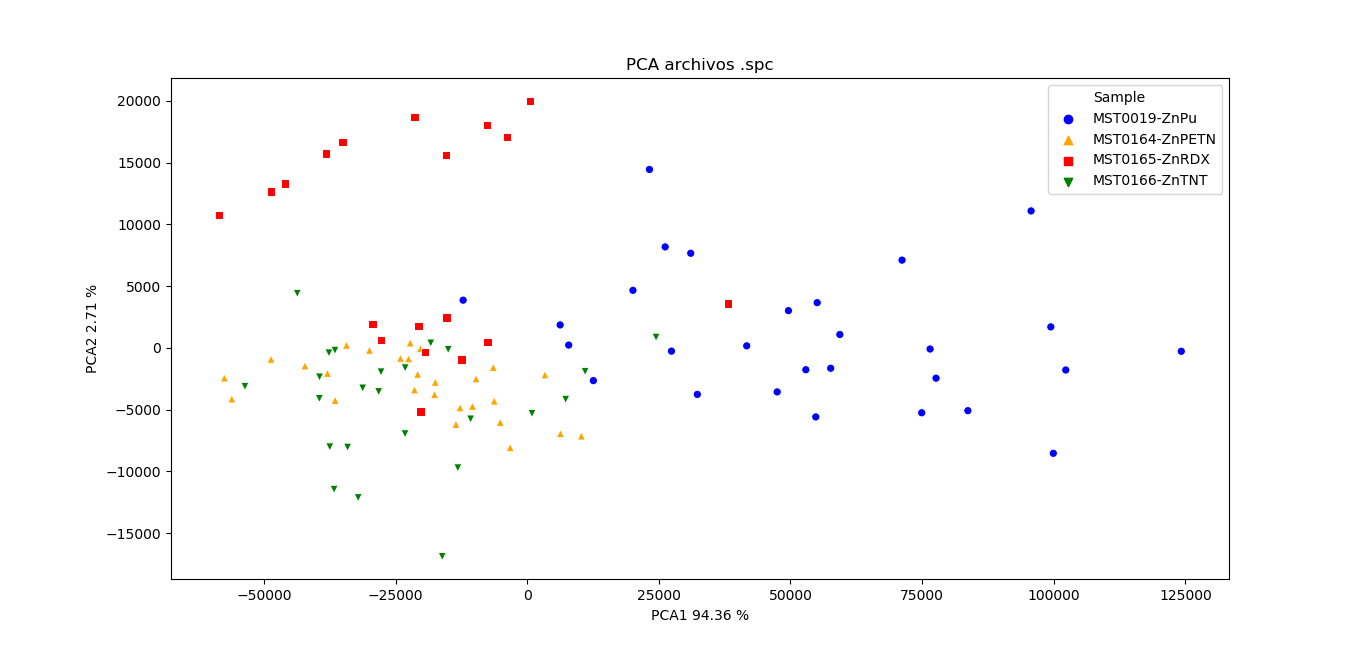 PCA archivos .spc
Sample
MST0019-ZnPu
MST0164-ZnPETN
MST0165-ZnRDX
MST0166-ZnTNT
20000
15000
10000
5000
0
−5000
−10000
−15000
PCA2 2.71 %
−50000 −25000 0 25000 50000 75000 100000 125000
PCA1 94.36 %